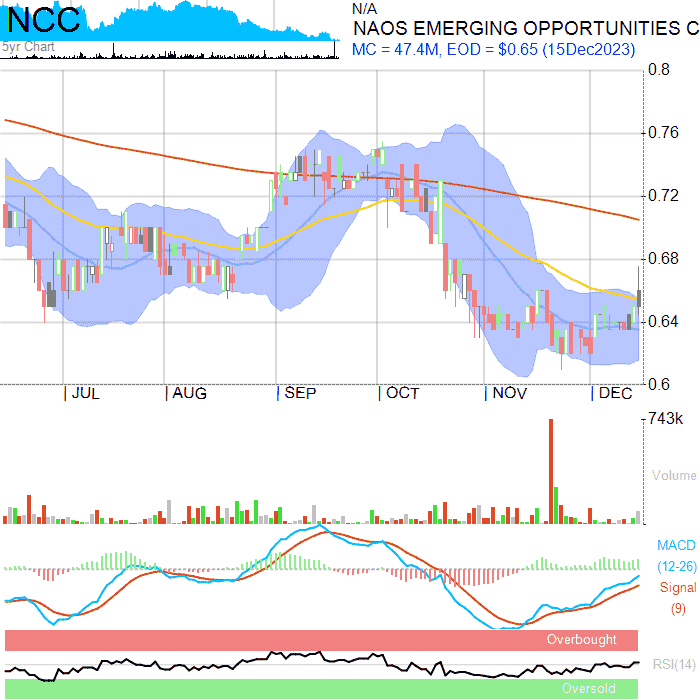 NCC
5yr Chart
N/A
NAOS EMERGING OPPORTUNITIES C
MC = 47.4M, EOD = $0.65 (15Dec2023)
0.8
0.76
0.72
0.68
0.64
0.6
JUL AUG SEP OCT NOV DEC
743k
Volume
MACD
(12-26)
Signal
(9)
Overbought
RSI(14)
Oversold